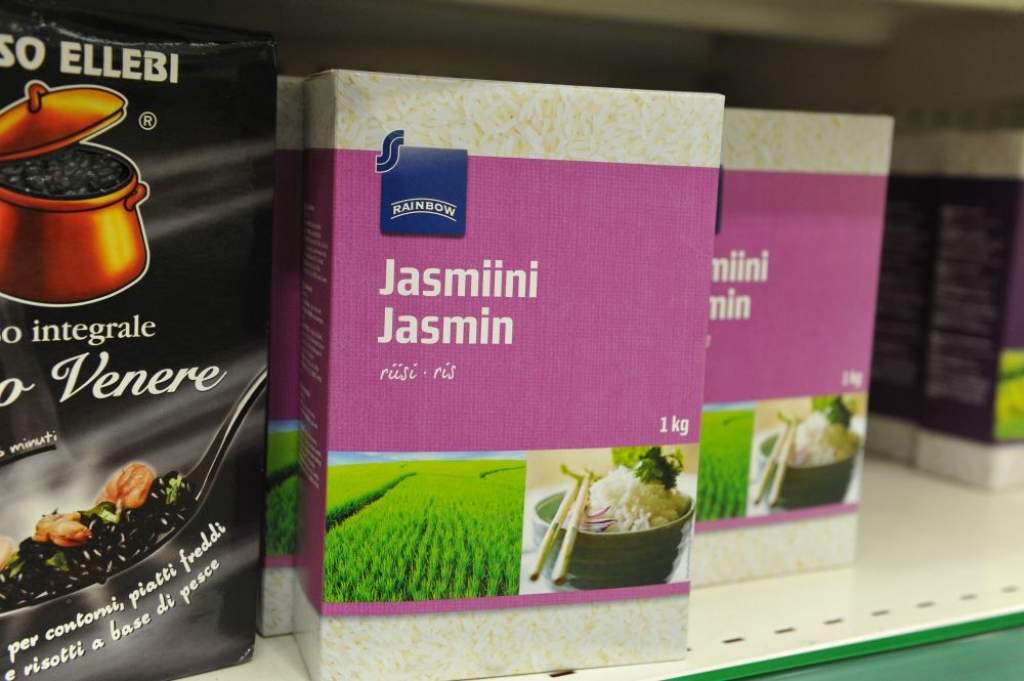 SO ELLEBI
®
so integrale
o Venere
minuti
per contorni, piatti freddi
e risotti a base di pesce
S
RAINBOW
Jasmiini
Jasmin
riisi · ris
1 kg
miini
min
1 kg